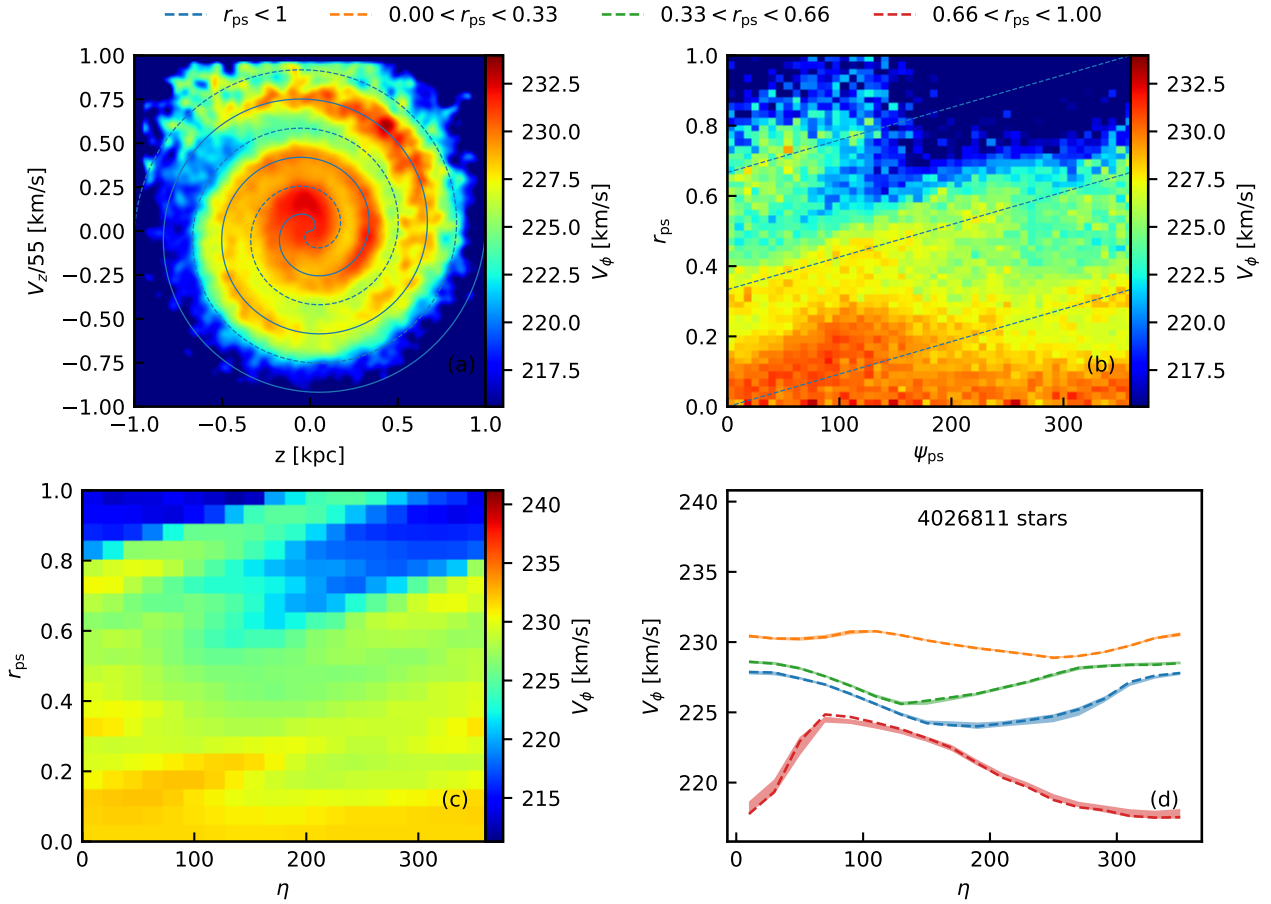 r_ps < 1   0.00 < r_ps < 0.33   0.33 < r_ps < 0.66   0.66 < r_ps < 1.00
1.00
0.75
0.50
0.25
0.00
−0.25
−0.50
−0.75
−1.00
V_z/55 [km/s]
−1.0 −0.5 0.0 0.5 1.0
z [kpc]
(a)
232.5
230.0
227.5
225.0
222.5
220.0
217.5
V_ϕ [km/s]
1.0
0.8
0.6
0.4
0.2
0.0
r_ps
0 100 200 300
ψ_ps
(b)
232.5
230.0
227.5
225.0
222.5
220.0
217.5
V_ϕ [km/s]
1.0
0.8
0.6
0.4
0.2
0.0
r_ps
0 100 200 300
η
(c)
240
235
230
225
220
215
V_ϕ [km/s]
240
235
230
225
220
V_ϕ [km/s]
4026811 stars
(d)
0 100 200 300
η